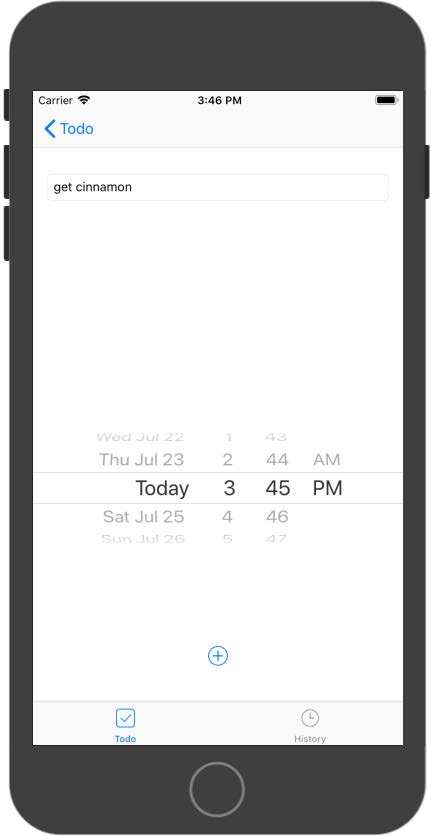 Carrier 3:46 PM
Todo
get cinnamon
Wed Jul 22 1 43
Thu Jul 23 2 44 AM
Today 3 45 PM
Sat Jul 25 4 46
Sun Jul 26 5 47
Todo History